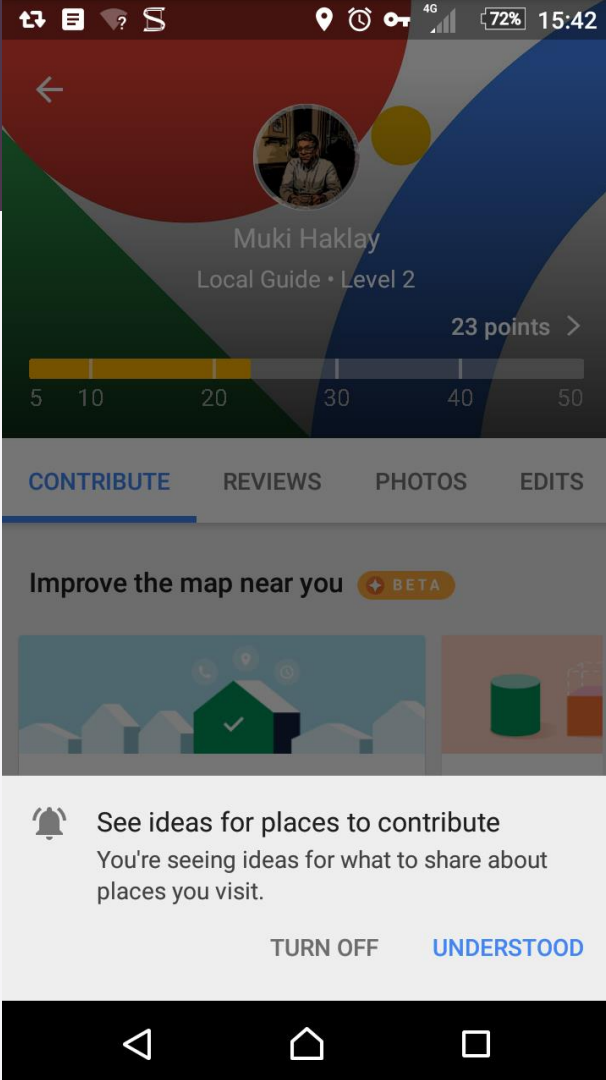 4G 72% 15:42
Muki Haklay
Local Guide • Level 2
23 points
5 10 20 30 40 50
CONTRIBUTE REVIEWS PHOTOS EDITS
Improve the map near you BETA
See ideas for places to contribute
You're seeing ideas for what to share about
places you visit.
TURN OFF UNDERSTOOD